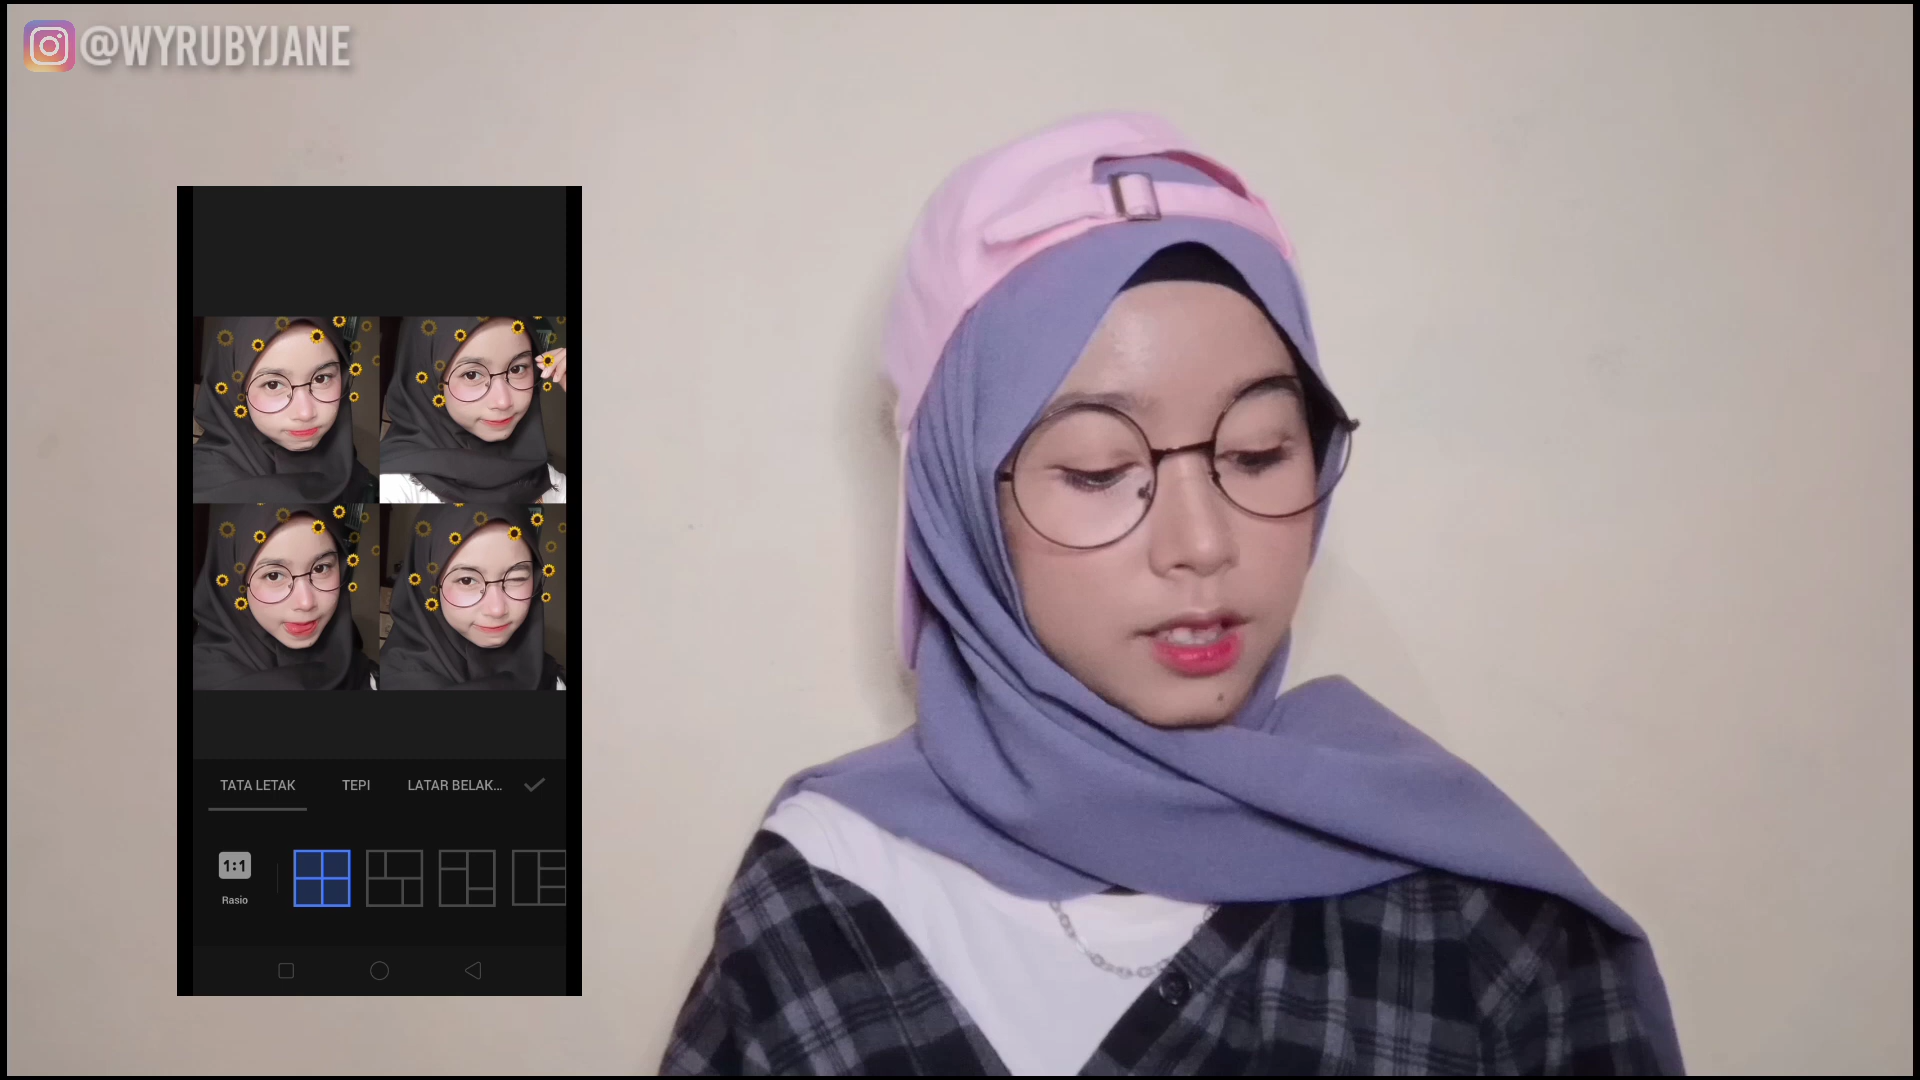 @WYRUBYJANE
TATA LETAK
TEPI
LATAR BELAK...
1:1
Rasio